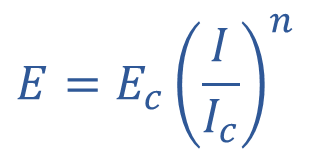 E = E_c (I / I_c)^n